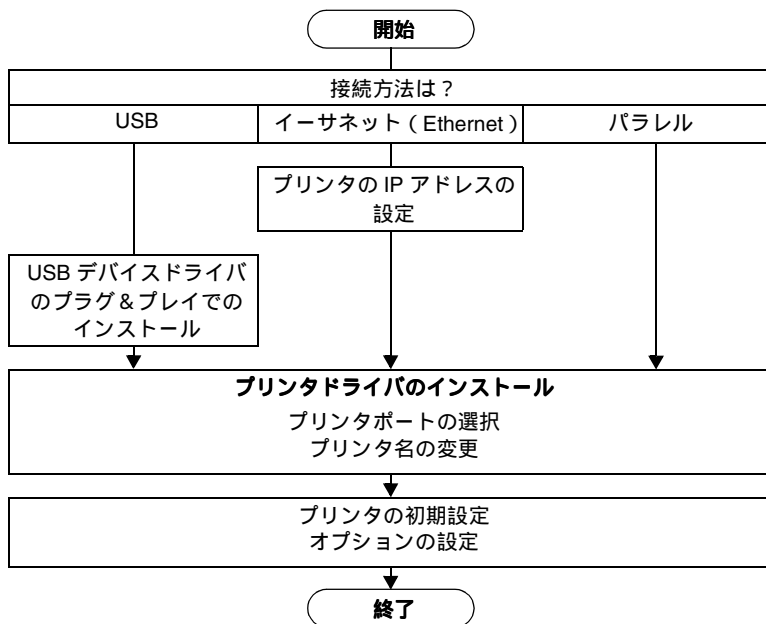 開始
接続方法は？
USB
イーサネット（Ethernet）
パラレル
プリンタの IP アドレスの
設定
USB デバイスドライバ
のプラグ＆プレイでの
インストール
プリンタドライバのインストール
プリンタポートの選択
プリンタ名の変更
プリンタの初期設定
オプションの設定
終了